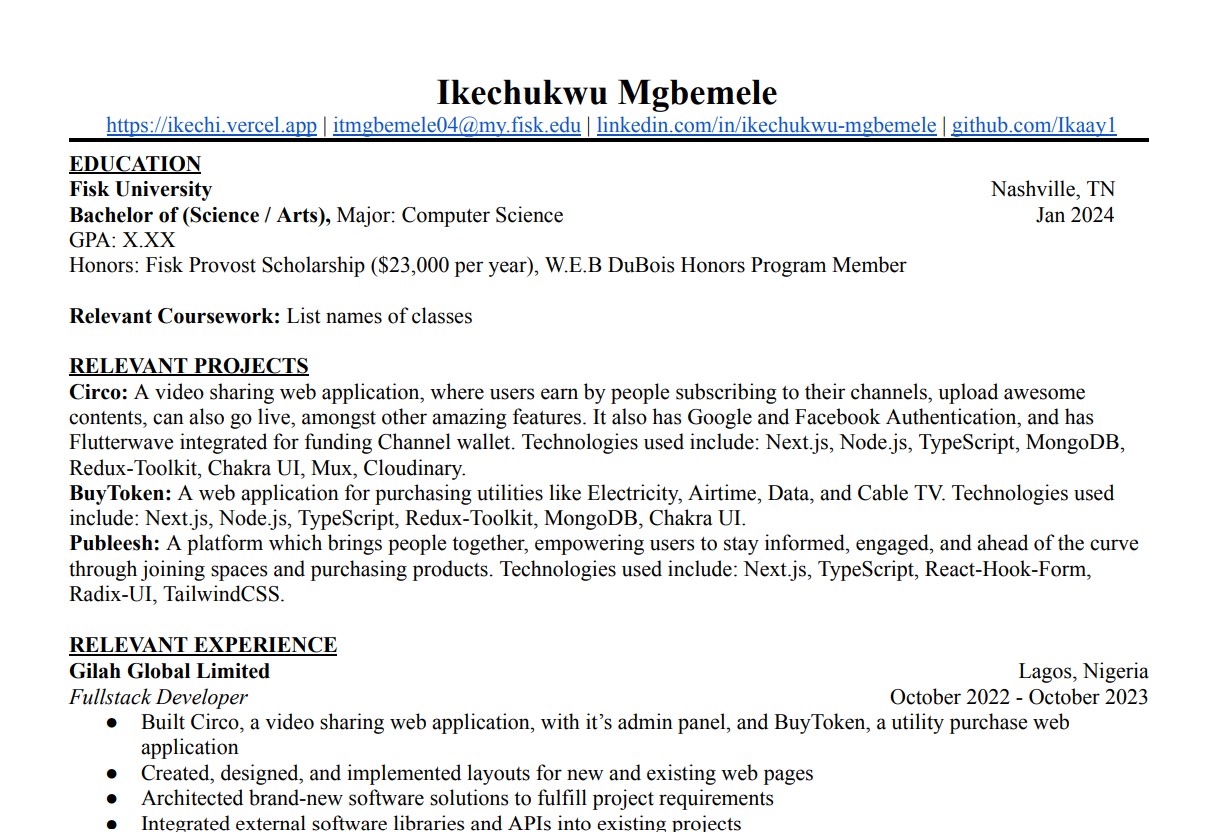 Ikechukwu Mgbemele
https://ikechi.vercel.app | itmgbemele04@my.fisk.edu | linkedin.com/in/ikechukwu-mgbemele | github.com/Ikaay1
EDUCATION
Fisk University Nashville, TN
Bachelor of (Science / Arts), Major: Computer Science Jan 2024
GPA: X.XX
Honors: Fisk Provost Scholarship ($23,000 per year), W.E.B DuBois Honors Program Member
Relevant Coursework: List names of classes
RELEVANT PROJECTS
Circo: A video sharing web application, where users earn by people subscribing to their channels, upload awesome
contents, can also go live, amongst other amazing features. It also has Google and Facebook Authentication, and has
Flutterwave integrated for funding Channel wallet. Technologies used include: Next.js, Node.js, TypeScript, MongoDB,
Redux-Toolkit, Chakra UI, Mux, Cloudinary.
BuyToken: A web application for purchasing utilities like Electricity, Airtime, Data, and Cable TV. Technologies used
include: Next.js, Node.js, TypeScript, Redux-Toolkit, MongoDB, Chakra UI.
Publeesh: A platform which brings people together, empowering users to stay informed, engaged, and ahead of the curve
through joining spaces and purchasing products. Technologies used include: Next.js, TypeScript, React-Hook-Form,
Radix-UI, TailwindCSS.
RELEVANT EXPERIENCE
Gilah Global Limited Lagos, Nigeria
Fullstack Developer October 2022 - October 2023
● Built Circo, a video sharing web application, with it’s admin panel, and BuyToken, a utility purchase web
application
● Created, designed, and implemented layouts for new and existing web pages
● Architected brand-new software solutions to fulfill project requirements
● Integrated external software libraries and APIs into existing projects